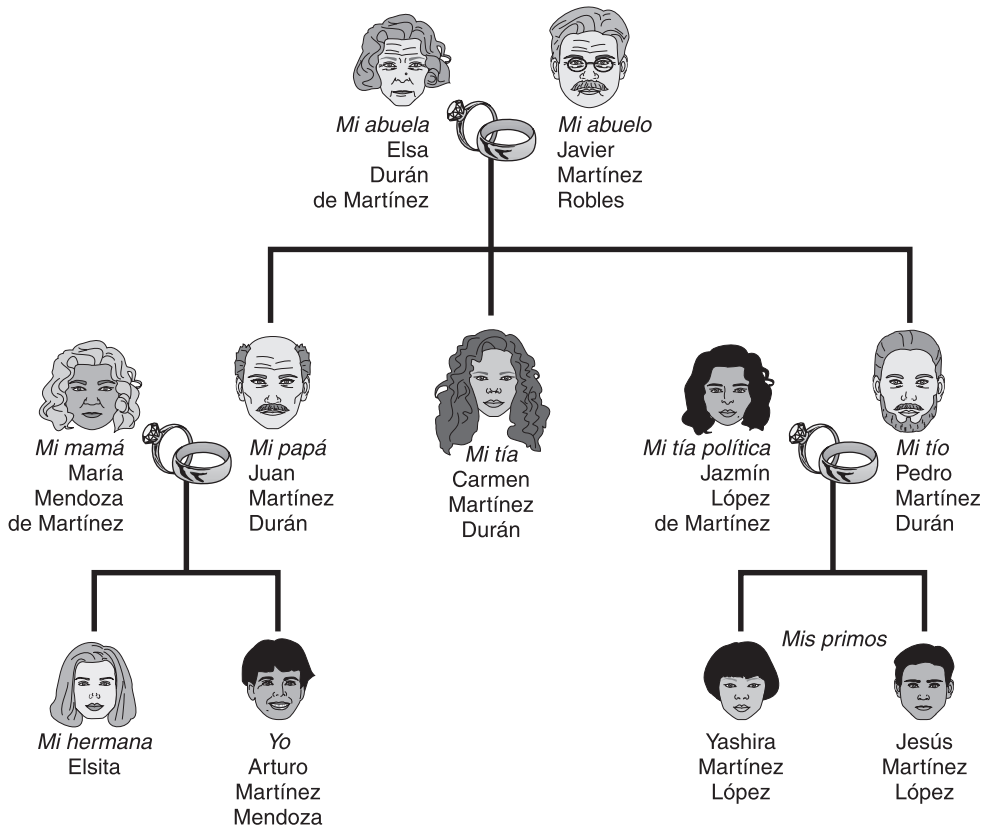 Mi abuela
Elsa
Durán
de Martínez
Mi abuelo
Javier
Martínez
Robles
Mi mamá
María
Mendoza
de Martínez
Mi papá
Juan
Martínez
Durán
Mi tía
Carmen
Martínez
Durán
Mi tía política
Jazmín
López
de Martínez
Mi tío
Pedro
Martínez
Durán
Mi hermana
Elsita
Yo
Arturo
Martínez
Mendoza
Mis primos
Yashira
Martínez
López
Jesús
Martínez
López